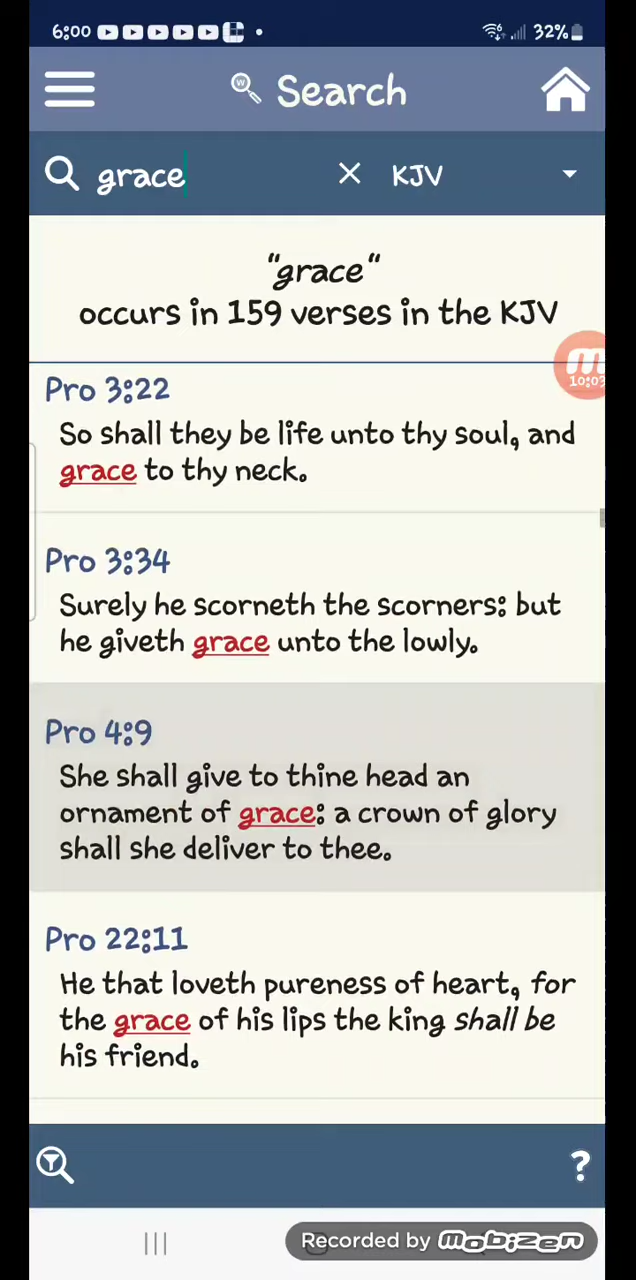 6:00 32%
Search
grace KJV
"grace"
occurs in 159 verses in the KJV
10:03
Pro 3:22
So shall they be life unto thy soul, and
grace to thy neck.
Pro 3:34
Surely he scorneth the scorners: but
he giveth grace unto the lowly.
Pro 4:9
She shall give to thine head an
ornament of grace: a crown of glory
shall she deliver to thee.
Pro 22:11
He that loveth pureness of heart, for
the grace of his lips the king shall be
his friend.
?
Recorded by mobizen